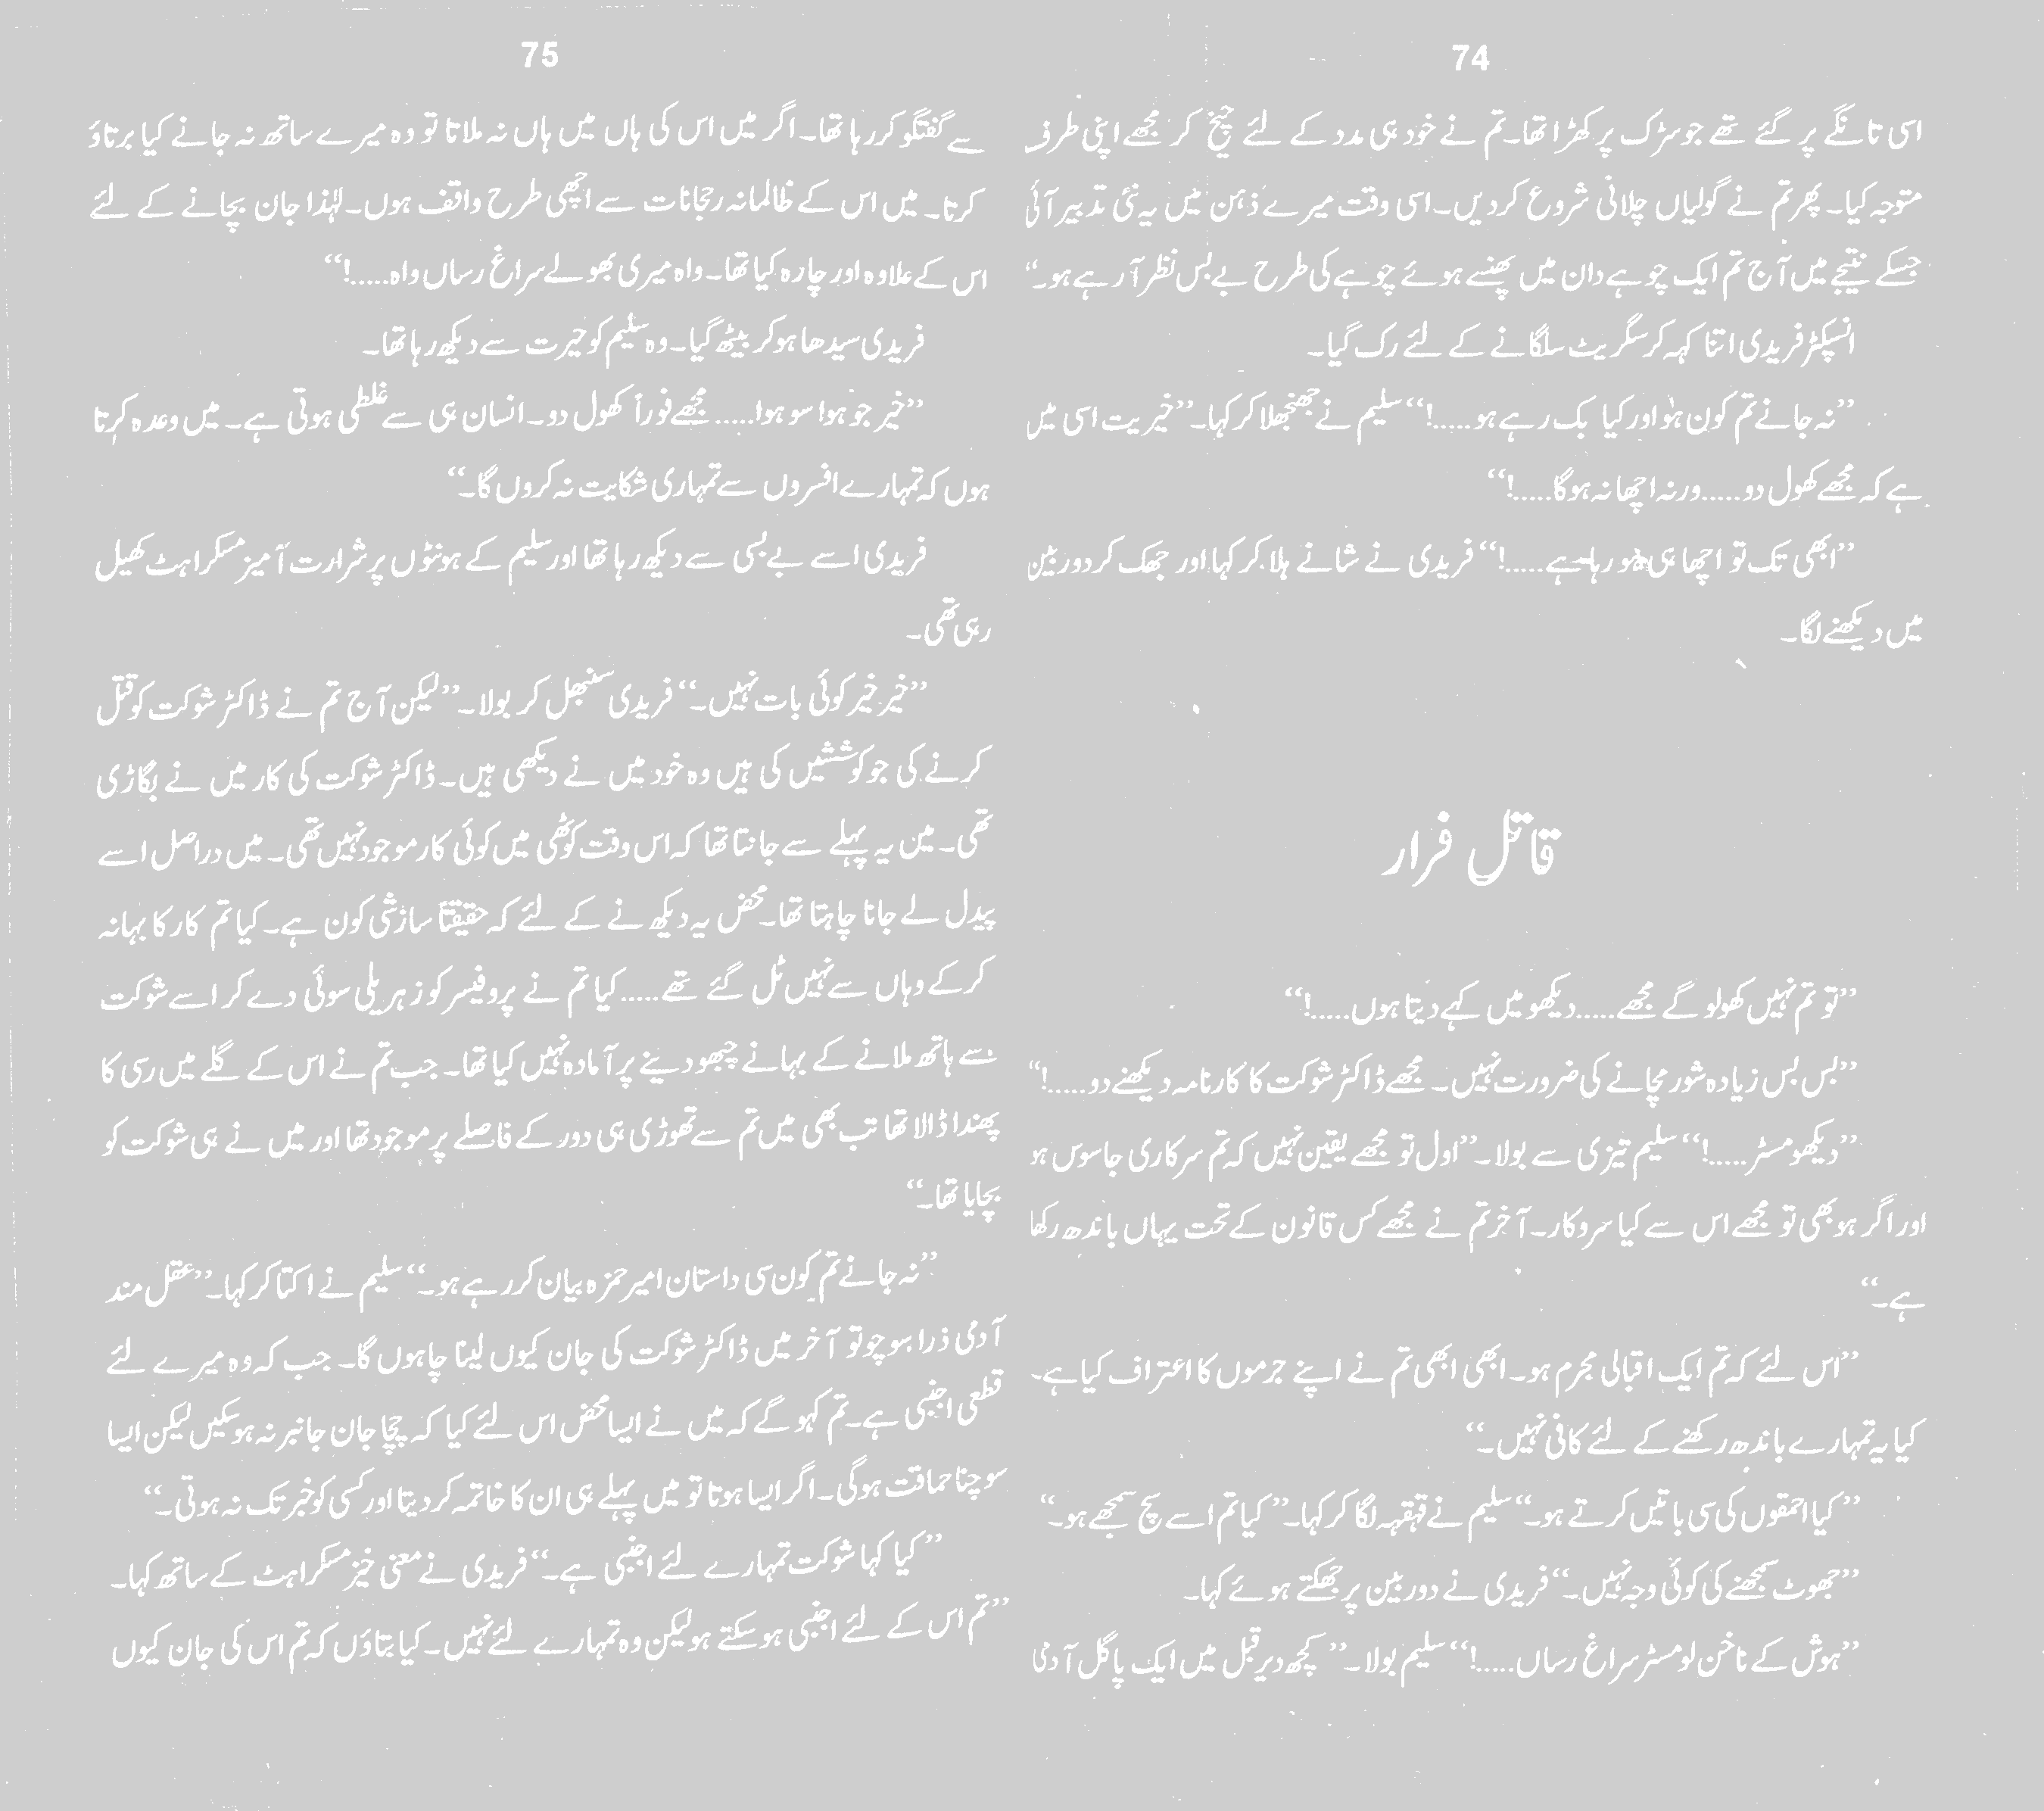 74
اسی تانگے پر گئے تھے جو سڑک پر کھڑا تھا۔ تم نے خود ہی مدد کے لئے چیخ کر مجھے اپنی طرف
متوجہ کیا۔ پھر تم نے گولیاں چلانی شروع کردیں۔ اسی وقت میرے ذہن میں یہ نئی تدبیر آئی
جسکے نتیجے میں آج تم ایک چوہے دان میں پھنسے ہوئے چوہے کی طرح بے بس نظر آرہے ہو۔“
انسپکٹر فریدی اتنا کہہ کر سگریٹ سلگانے کے لئے رک گیا۔
”نہ جانے تم کون ہو اور کیا بک رہے ہو......!“ سلیم نے جھنجھلا کر کہا۔ ”خیریت اسی میں
ہے کہ مجھے کھول دو......ورنہ اچھا نہ ہوگا......!“
”ابھی تک تو اچھا ہی ہورہا ہے......!“ فریدی نے شانے ہلا کر کہا اور جھک کر دوربین
میں دیکھنے لگا۔
قاتل فرار
”تو تم نہیں کھولو گے مجھے......دیکھو میں کہے دیتا ہوں......!“
”بس بس زیادہ شور مچانے کی ضرورت نہیں۔ مجھے ڈاکٹر شوکت کا کارنامہ دیکھنے دو......!“
”دیکھو مسٹر......!“ سلیم تیزی سے بولا۔ ”اول تو مجھے یقین نہیں کہ تم سرکاری جاسوس ہو
اور اگر ہو بھی تو مجھے اس سے کیا سروکار۔ آخر تم نے مجھے کس قانون کے تحت یہاں باندھ رکھا
ہے۔“
”اس لئے کہ تم ایک اقبالی مجرم ہو۔ ابھی ابھی تم نے اپنے جرموں کا اعتراف کیا ہے۔
کیا یہ تمہارے باندھ رکھنے کے لئے کافی نہیں۔“
”کیا احمقوں کی سی باتیں کرتے ہو۔“ سلیم نے قہقہہ لگا کر کہا۔ ”کیا تم اسے سچ سمجھے ہو۔“
”جھوٹ سمجھنے کی کوئی وجہ نہیں۔“ فریدی نے دوربین پر جھکتے ہوئے کہا۔
”ہوش کے ناخن لو مسٹر سراغ رساں......!“ سلیم بولا۔ ”کچھ دیر قبل میں ایک پاگل آدمی
75
سے گفتگو کررہا تھا۔ اگر میں اس کی ہاں میں ہاں نہ ملاتا تو وہ میرے ساتھ نہ جانے کیا برتاؤ
کرتا۔ میں اس کے ظالمانہ رجحانات سے اچھی طرح واقف ہوں۔ لہٰذا جان بچانے کے لئے
اس کے علاوہ اور چارہ کیا تھا۔ واہ میری بھولے سراغ رساں واہ......!“
فریدی سیدھا ہوکر بیٹھ گیا۔ وہ سلیم کو حیرت سے دیکھ رہا تھا۔
”خیر جو ہوا سو ہوا......مجھے فوراً کھول دو۔ انسان ہی سے غلطی ہوتی ہے۔ میں وعدہ کرتا
ہوں کہ تمہارے افسروں سے تمہاری شکایت نہ کروں گا۔“
فریدی اسے بے بسی سے دیکھ رہا تھا اور سلیم کے ہونٹوں پر شرارت آمیز مسکراہٹ کھیل
رہی تھی۔
”خیر خیر کوئی بات نہیں۔“ فریدی سنبھل کر بولا۔ ”لیکن آج تم نے ڈاکٹر شوکت کو قتل
کرنے کی جو کوششیں کی ہیں وہ خود میں نے دیکھی ہیں۔ ڈاکٹر شوکت کی کار میں نے بگاڑی
تھی۔ میں یہ پہلے سے جانتا تھا کہ اس وقت کوٹھی میں کوئی کار موجود نہیں تھی۔ میں دراصل اسے
پیدل لے جانا چاہتا تھا۔ محض یہ دیکھنے کے لئے کہ حقیقتاً سازشی کون ہے۔ کیا تم کار کا بہانہ
کرکے وہاں سے نہیں ٹل گئے تھے......کیا تم نے پروفیسر کو زہریلی سوئی دے کر اسے شوکت
سے ہاتھ ملانے کے بہانے چبھو دینے پر آمادہ نہیں کیا تھا۔ جب تم نے اس کے گلے میں رسی کا
پھندا ڈالا تھا تب بھی میں تم سے تھوڑی ہی دور کے فاصلے پر موجود تھا اور میں نے ہی شوکت کو
بچایا تھا۔“
”نہ جانے تم کون سی داستان امیر حمزہ بیان کررہے ہو۔“ سلیم نے اکتا کر کہا۔ ”عقل مند
آدمی ذرا سوچو تو آخر میں ڈاکٹر شوکت کی جان کیوں لینا چاہوں گا۔ جب کہ وہ میرے لئے
قطعی اجنبی ہے۔ تم کہو گے کہ میں نے ایسا محض اس لئے کیا کہ چچا جان جانبر نہ ہوسکیں لیکن ایسا
سوچنا حماقت ہوگی۔ اگر ایسا ہوتا تو میں پہلے ہی ان کا خاتمہ کردیتا اور کسی کو خبر تک نہ ہوتی۔“
”کیا کہا شوکت تمہارے لئے اجنبی ہے۔“ فریدی نے معنی خیز مسکراہٹ کے ساتھ کہا۔
”تم اس کے لئے اجنبی ہوسکتے ہو لیکن وہ تمہارے لئے نہیں۔ کیا بتاؤں کہ تم اس کی جان کیوں